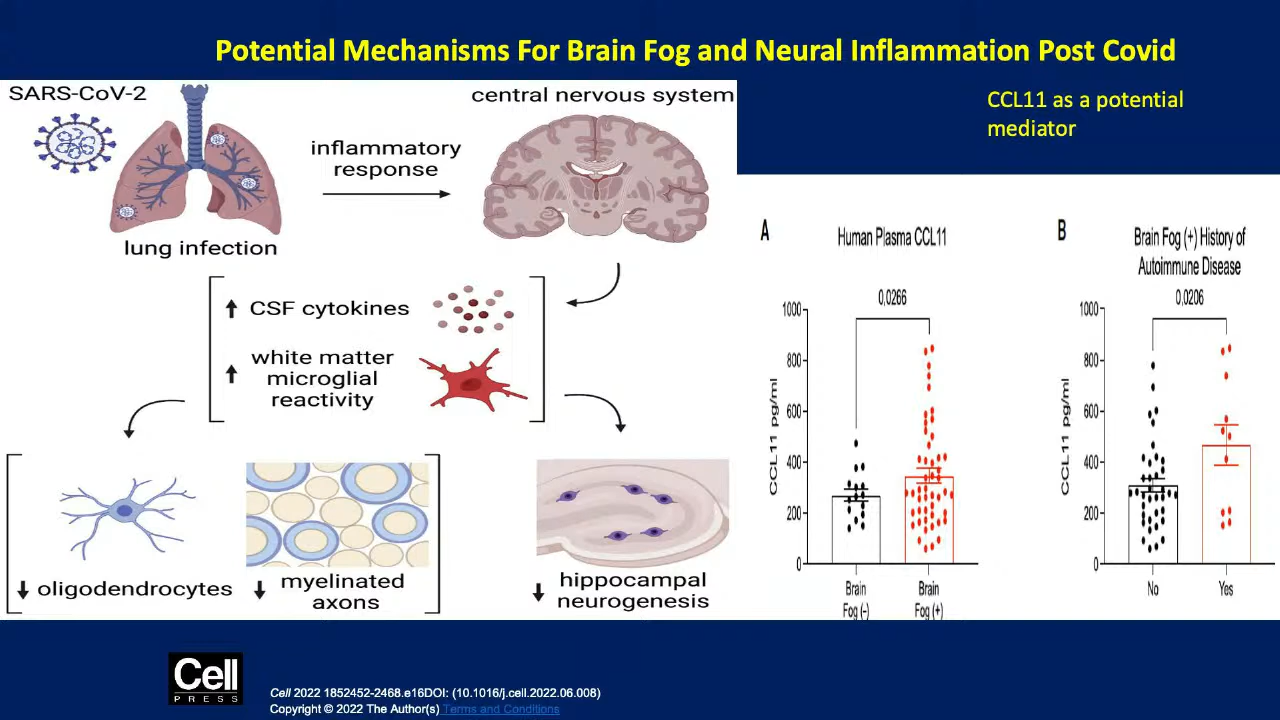 Potential Mechanisms For Brain Fog and Neural Inflammation Post Covid
CCL11 as a potential
mediator
SARS-CoV-2
central nervous system
inflammatory
response
lung infection
CSF cytokines
white matter
microglial
reactivity
oligodendrocytes
myelinated
axons
hippocampal
neurogenesis
A
Human Plasma CCL11
0,0266
CCL11 pg/ml
1000
800
600
400
200
0
Brain
Fog (-)
Brain
Fog (+)
B
Brain Fog (+) History of
Autoimmune Disease
0,0206
CCL11 pg/ml
1000
800
600
400
200
0
No
Yes
Cell
PRESS
Cell 2022 1852452-2468.e16DOI: (10.1016/j.cell.2022.06.008)
Copyright © 2022 The Author(s) Terms and Conditions